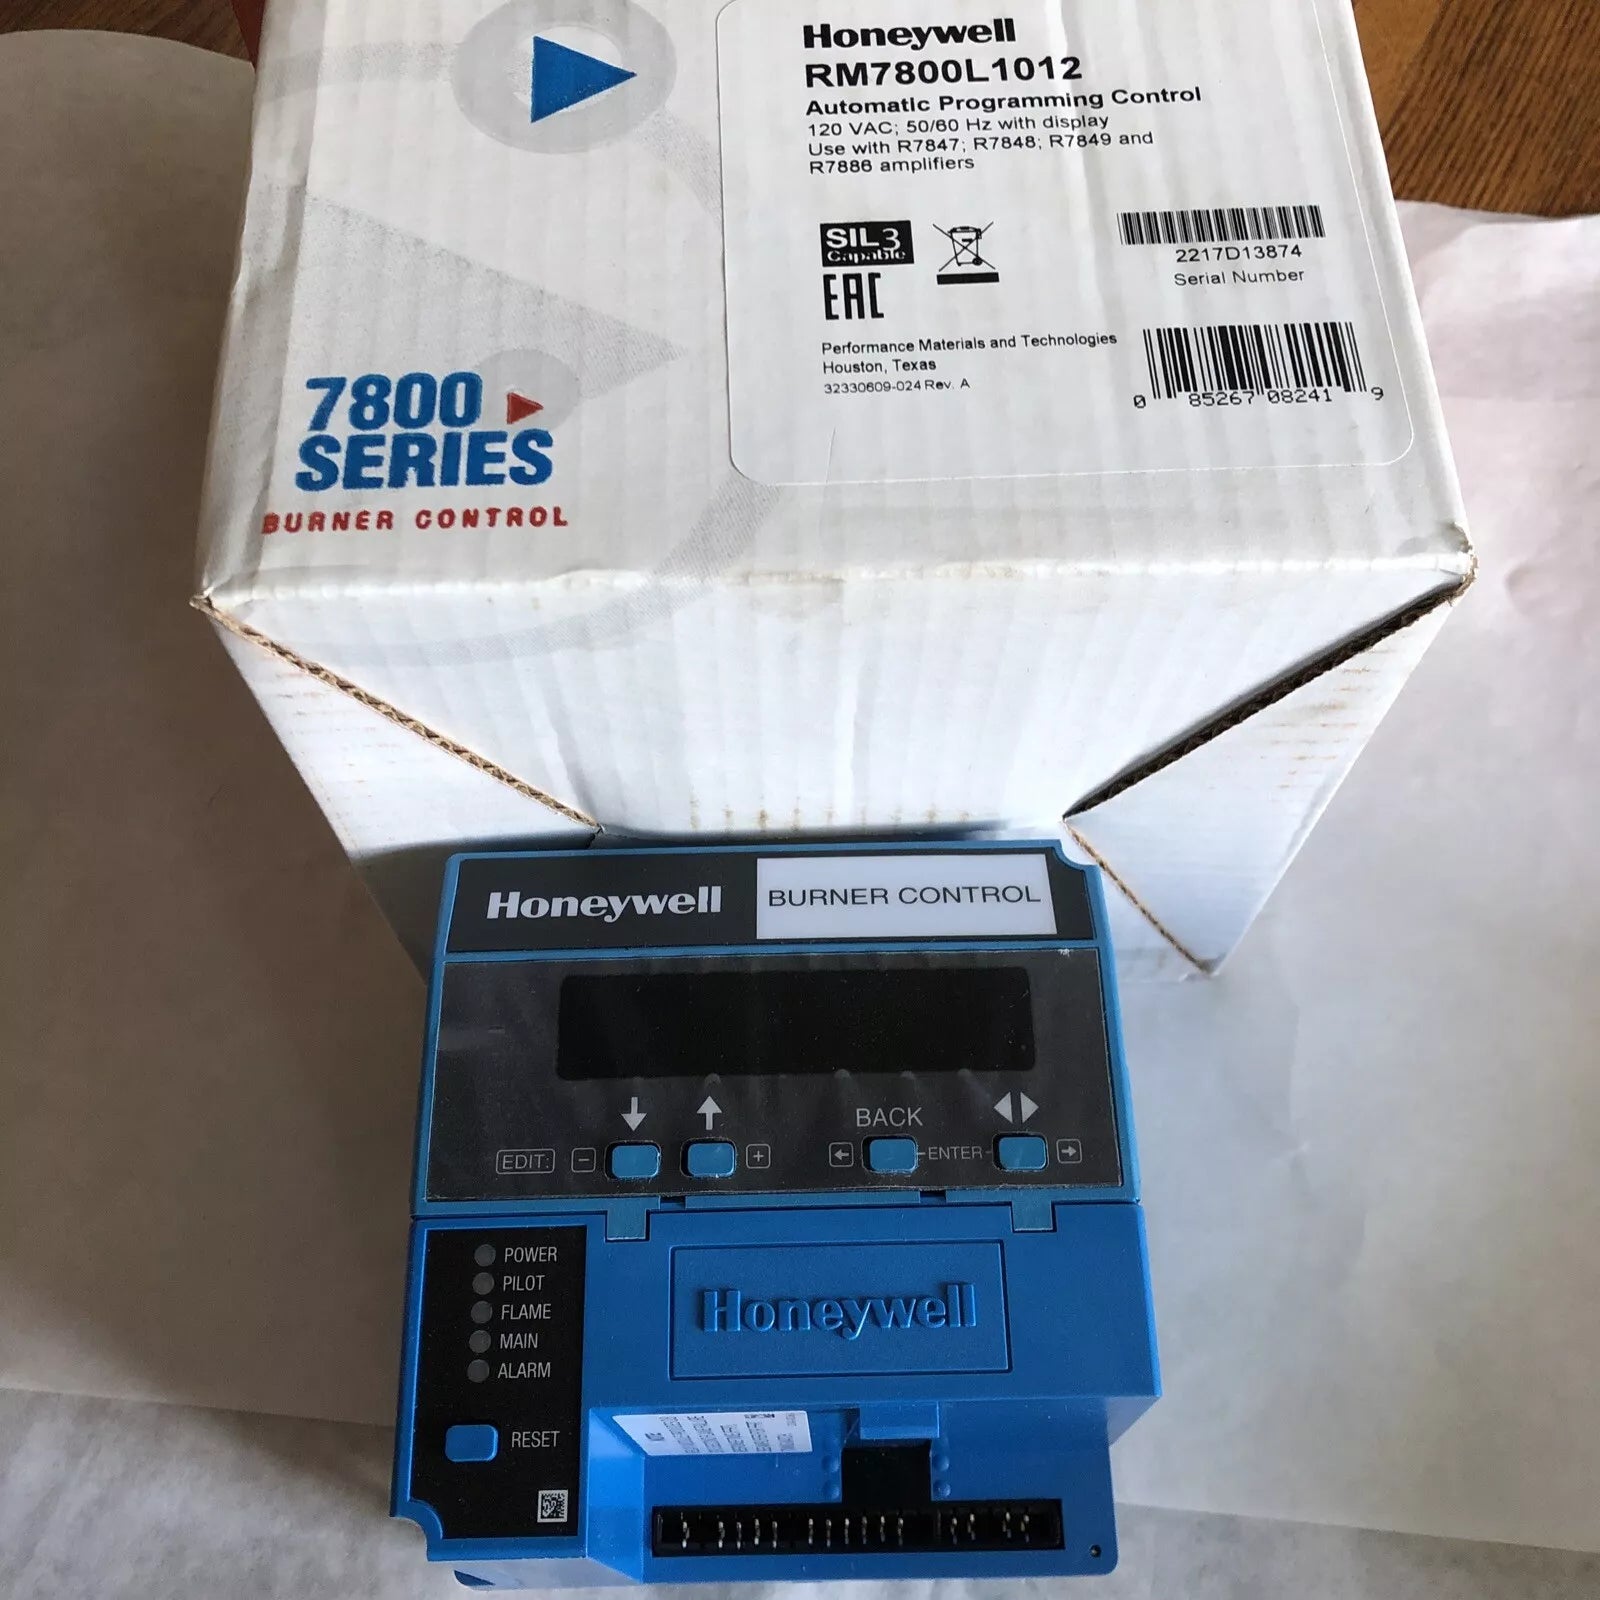 Honeywell
RM7800L1012
Automatic Programming Control
120 VAC; 50/60 Hz with display
Use with R7847; R7848; R7849 and
R7886 amplifiers
SIL 3
Capable
EAC
2217D13874
Serial Number
Performance Materials and Technologies
Houston, Texas
32330609-024 Rev. A
0 85267 08241 9
7800
SERIES
BURNER CONTROL
Honeywell
BURNER CONTROL
BACK
EDIT: - + ENTER
POWER
PILOT
FLAME
MAIN
ALARM
RESET
Honeywell